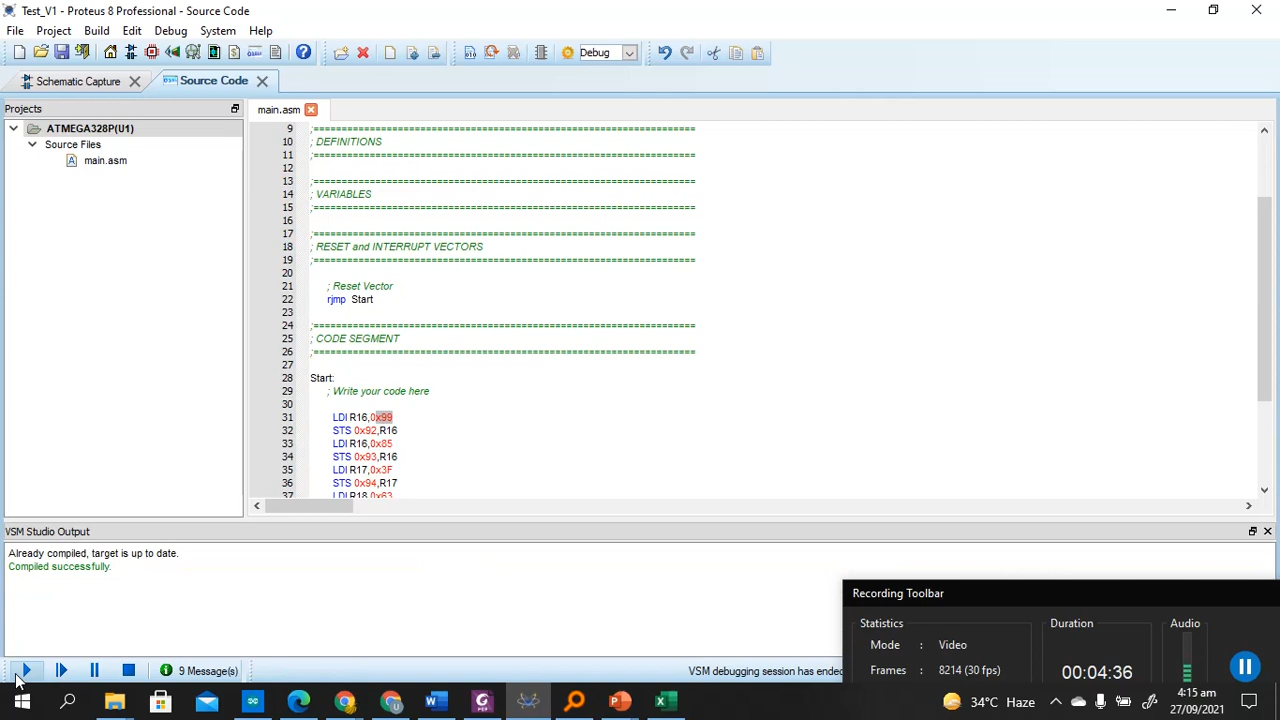 Test_V1 - Proteus 8 Professional - Source Code
File Project Build Edit Debug System Help
Debug
Schematic Capture
Source Code
Projects
main.asm
ATMEGA328P(U1)
Source Files
main.asm
9 ;====================================================================
10 ; DEFINITIONS
11 ;====================================================================
12
13 ;====================================================================
14 ; VARIABLES
15 ;====================================================================
16
17 ;====================================================================
18 ; RESET and INTERRUPT VECTORS
19 ;====================================================================
20
21 ; Reset Vector
22 rjmp Start
23
24 ;====================================================================
25 ; CODE SEGMENT
26 ;====================================================================
27
28 Start:
29 ; Write your code here
30
31 LDI R16,0x99
32 STS 0x92,R16
33 LDI R16,0x85
34 STS 0x93,R16
35 LDI R17,0x3F
36 STS 0x94,R17
37 LDI R18,0x63
VSM Studio Output
Already compiled, target is up to date.
Compiled successfully.
Recording Toolbar
Statistics Duration Audio
Mode : Video
Frames : 8214 (30 fps)
00:04:36
9 Message(s)
VSM debugging session has ended
34°C Haze
4:15 am
27/09/2021